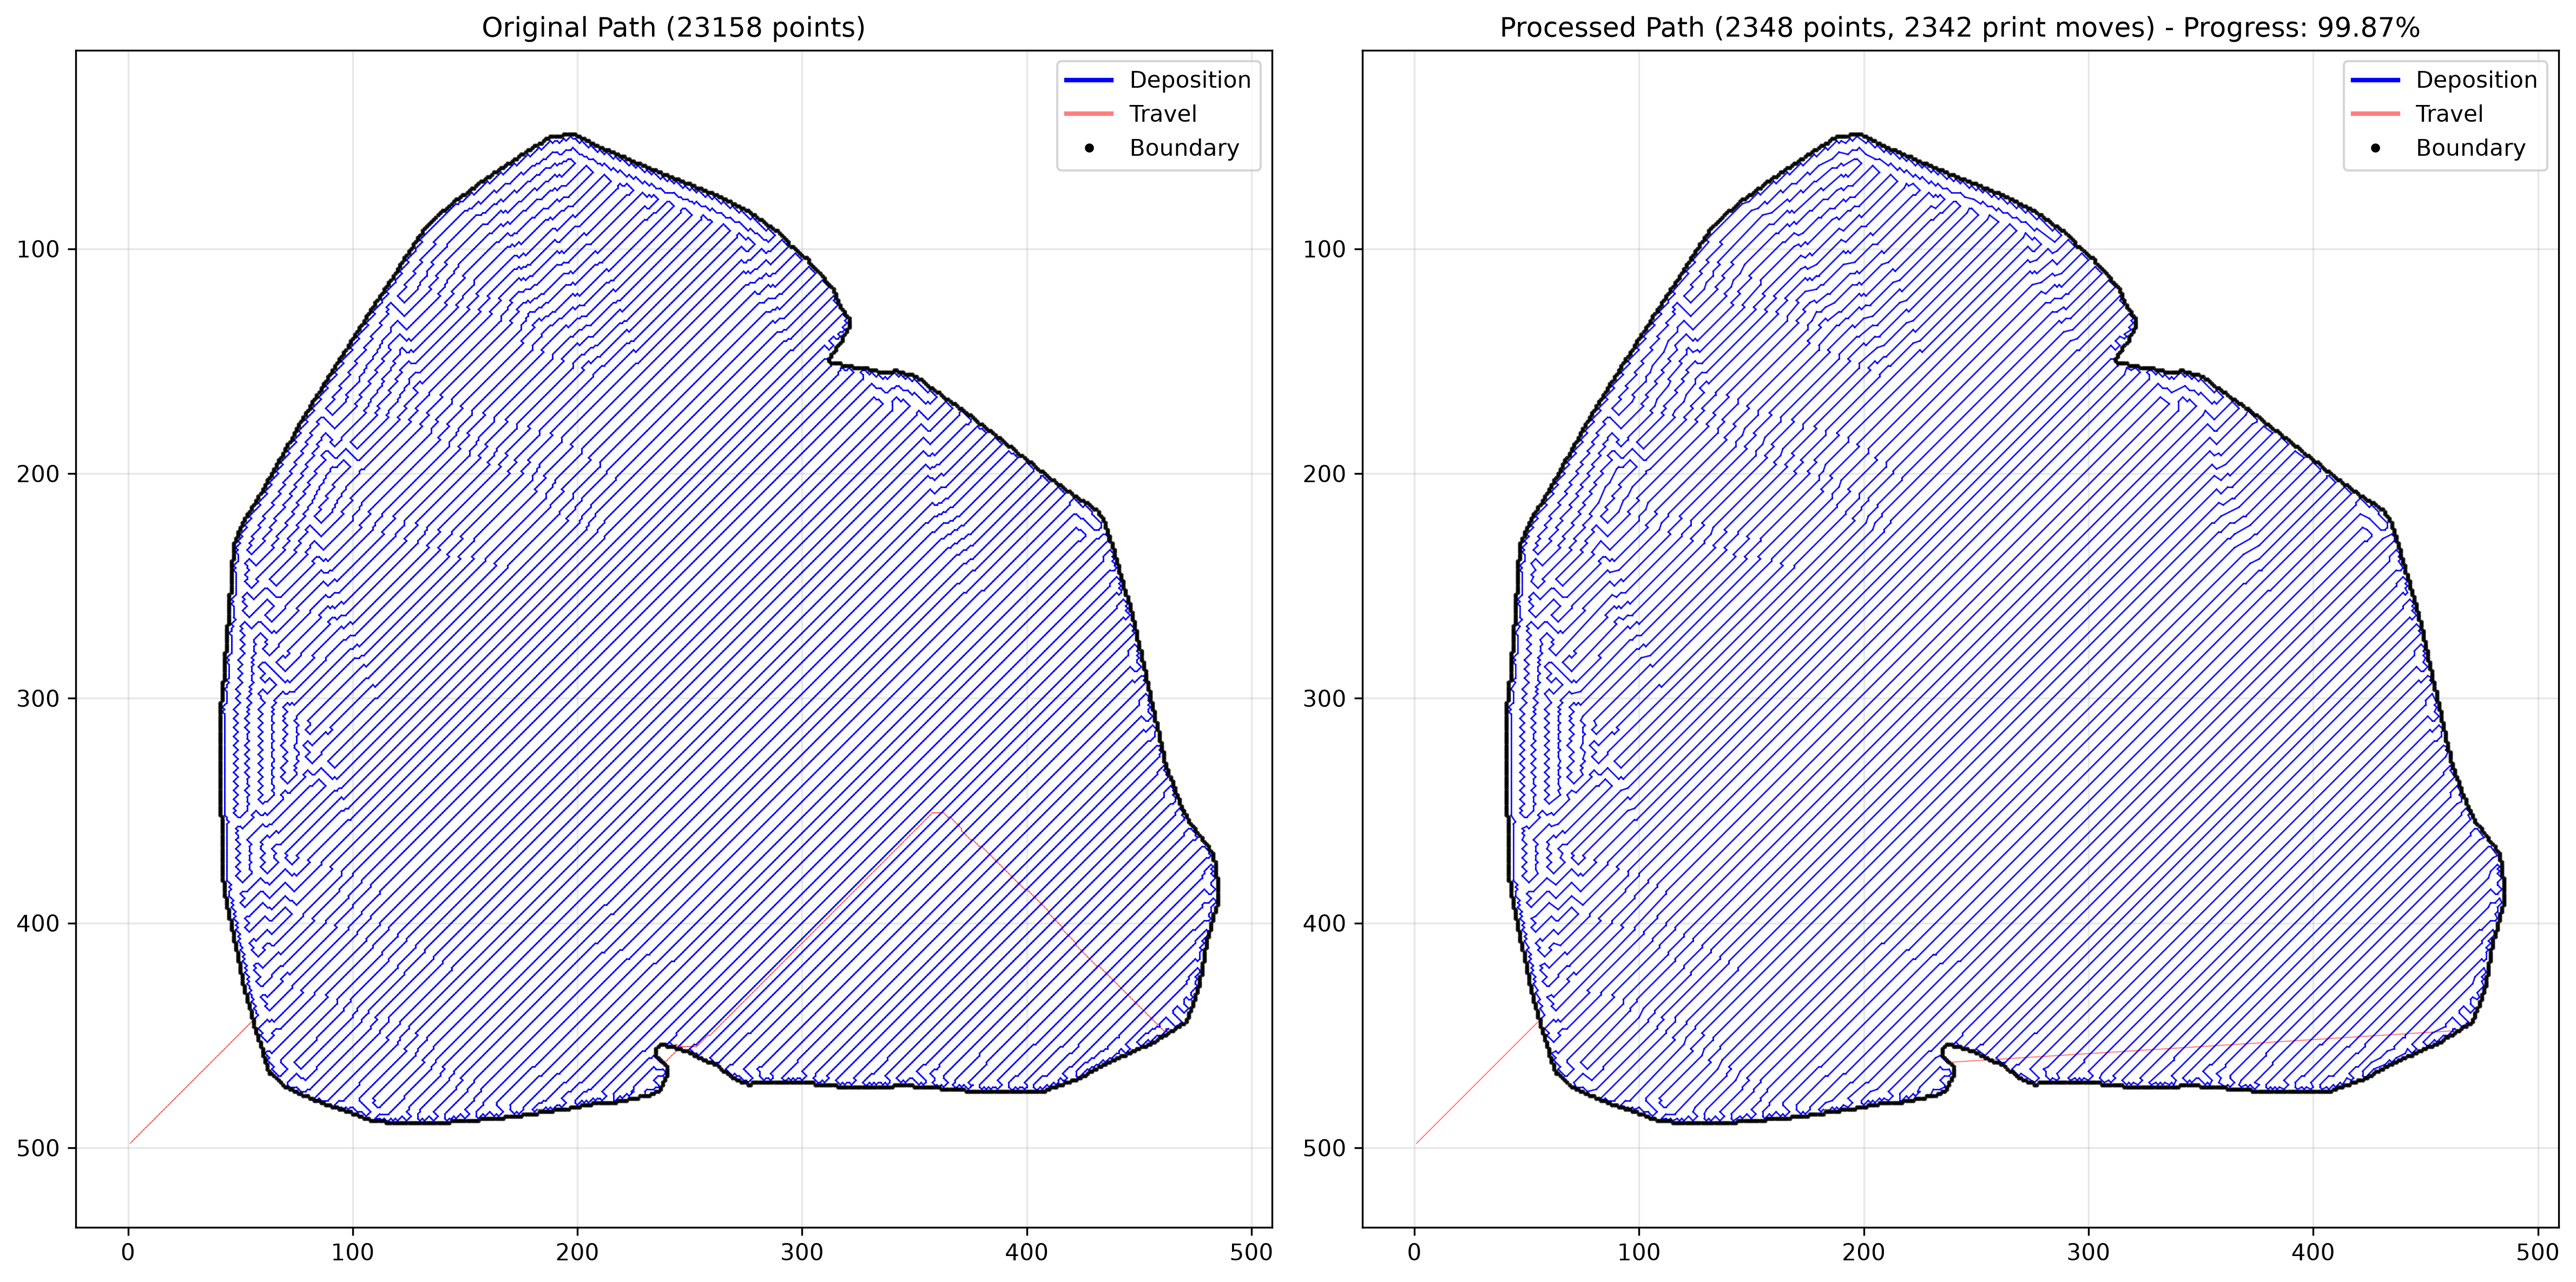 Original Path (23158 points)
Deposition
Travel
Boundary
100
200
300
400
500
0 100 200 300 400 500
Processed Path (2348 points, 2342 print moves) - Progress: 99.87%
Deposition
Travel
Boundary
100
200
300
400
500
0 100 200 300 400 500